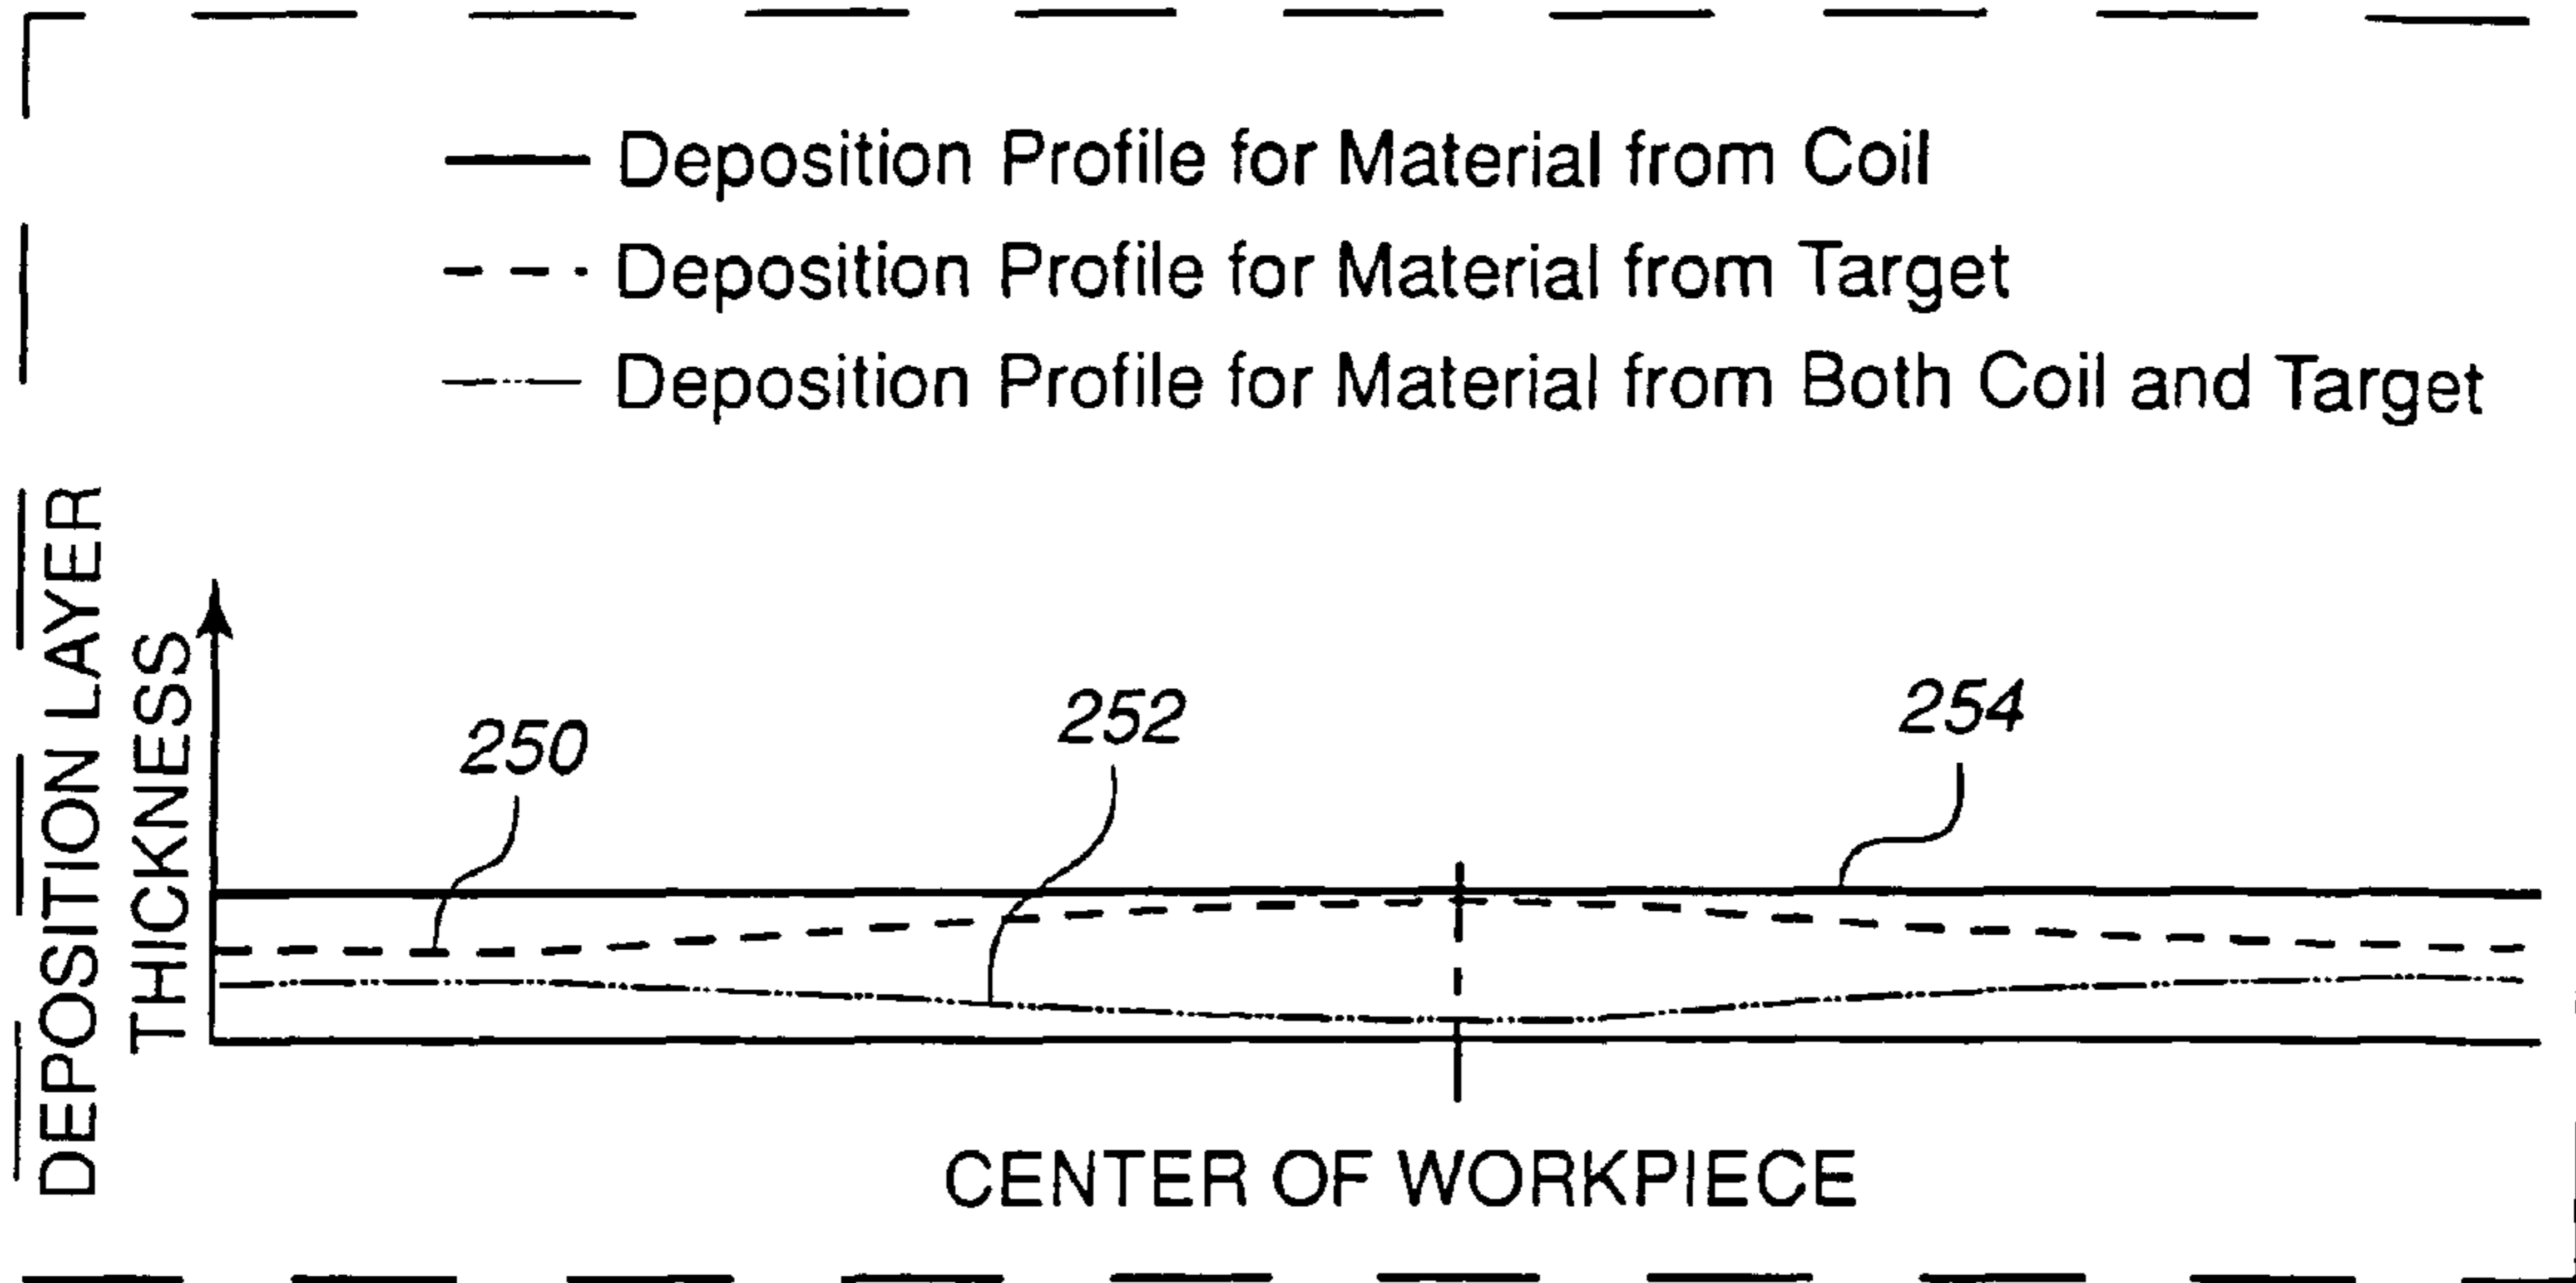 Deposition Profile for Material from Coil
Deposition Profile for Material from Target
Deposition Profile for Material from Both Coil and Target
DEPOSITION LAYER
THICKNESS
250
252
254
CENTER OF WORKPIECE